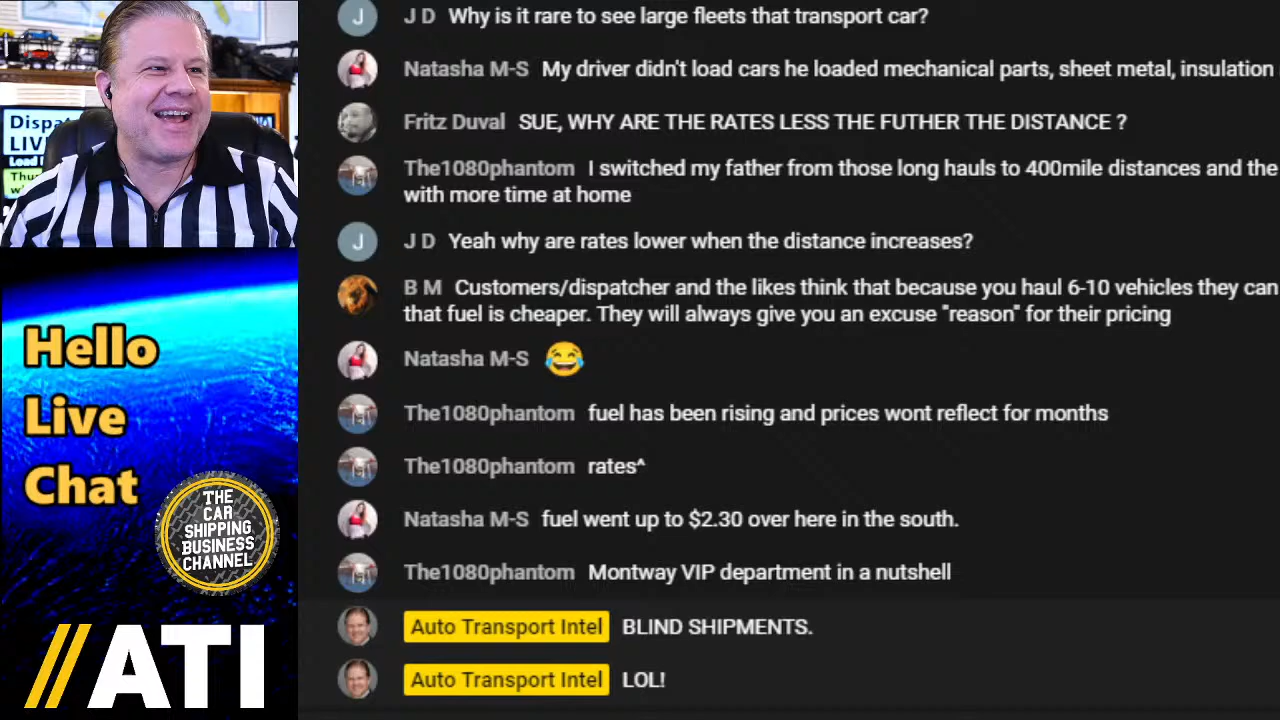 J D Why is it rare to see large fleets that transport car?
Natasha M-S My driver didn't load cars he loaded mechanical parts, sheet metal, insulation
Fritz Duval SUE, WHY ARE THE RATES LESS THE FUTHER THE DISTANCE ?
The1080phantom I switched my father from those long hauls to 400mile distances and the
with more time at home
J D Yeah why are rates lower when the distance increases?
B M Customers/dispatcher and the likes think that because you haul 6-10 vehicles they can
that fuel is cheaper. They will always give you an excuse "reason" for their pricing
Natasha M-S 😂
The1080phantom fuel has been rising and prices wont reflect for months
The1080phantom rates^
Natasha M-S fuel went up to $2.30 over here in the south.
The1080phantom Montway VIP department in a nutshell
Auto Transport Intel BLIND SHIPMENTS.
Auto Transport Intel LOL!
J
J
Hello
Live
Chat
THE
CAR
SHIPPING
BUSINESS
CHANNEL
//ATI